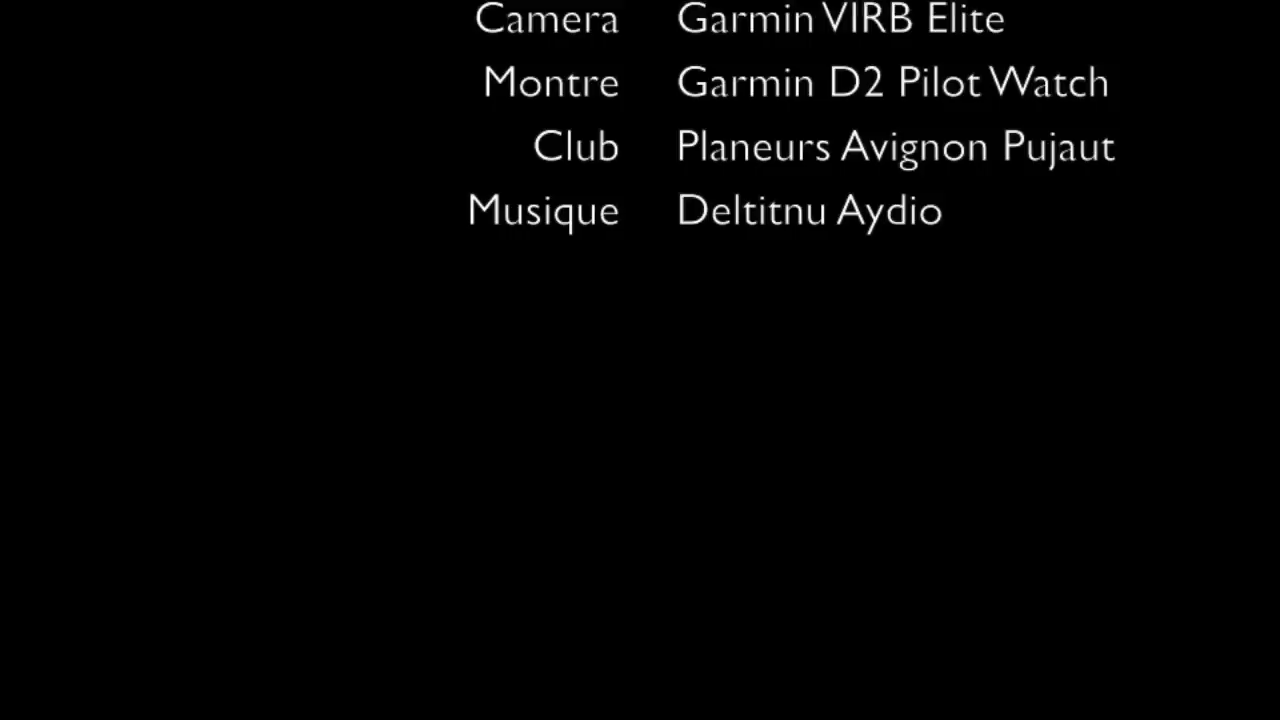 Camera Garmin VIRB Elite
Montre Garmin D2 Pilot Watch
Club Planeurs Avignon Pujaut
Musique Deltitnu Aydio